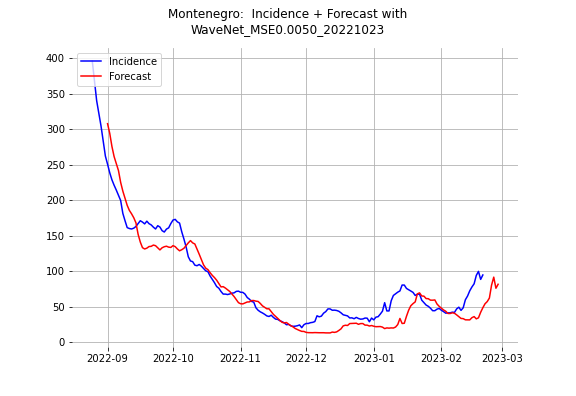 Montenegro:  Incidence + Forecast with
WaveNet_MSE0.0050_20221023
Incidence
Forecast
400
350
300
250
200
150
100
50
0
2022-09 2022-10 2022-11 2022-12 2023-01 2023-02 2023-03